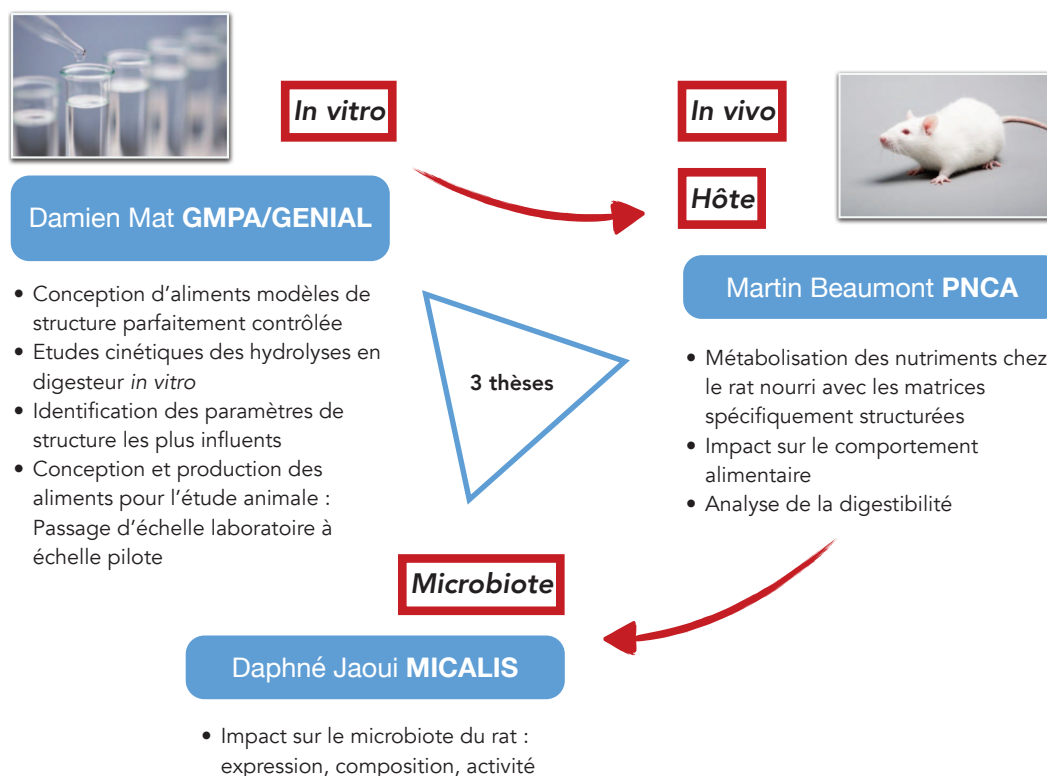 In vitro
Damien Mat GMPA/GENIAL
• Conception d’aliments modèles de
structure parfaitement contrôlée
• Etudes cinétiques des hydrolyses en
digesteur in vitro
• Identification des paramètres de
structure les plus influents
• Conception et production des
aliments pour l’étude animale :
Passage d’échelle laboratoire à
échelle pilote
In vivo
Hôte
Martin Beaumont PNCA
• Métabolisation des nutriments chez
le rat nourri avec les matrices
spécifiquement structurées
• Impact sur le comportement
alimentaire
• Analyse de la digestibilité
3 thèses
Microbiote
Daphné Jaoui MICALIS
• Impact sur le microbiote du rat :
expression, composition, activité